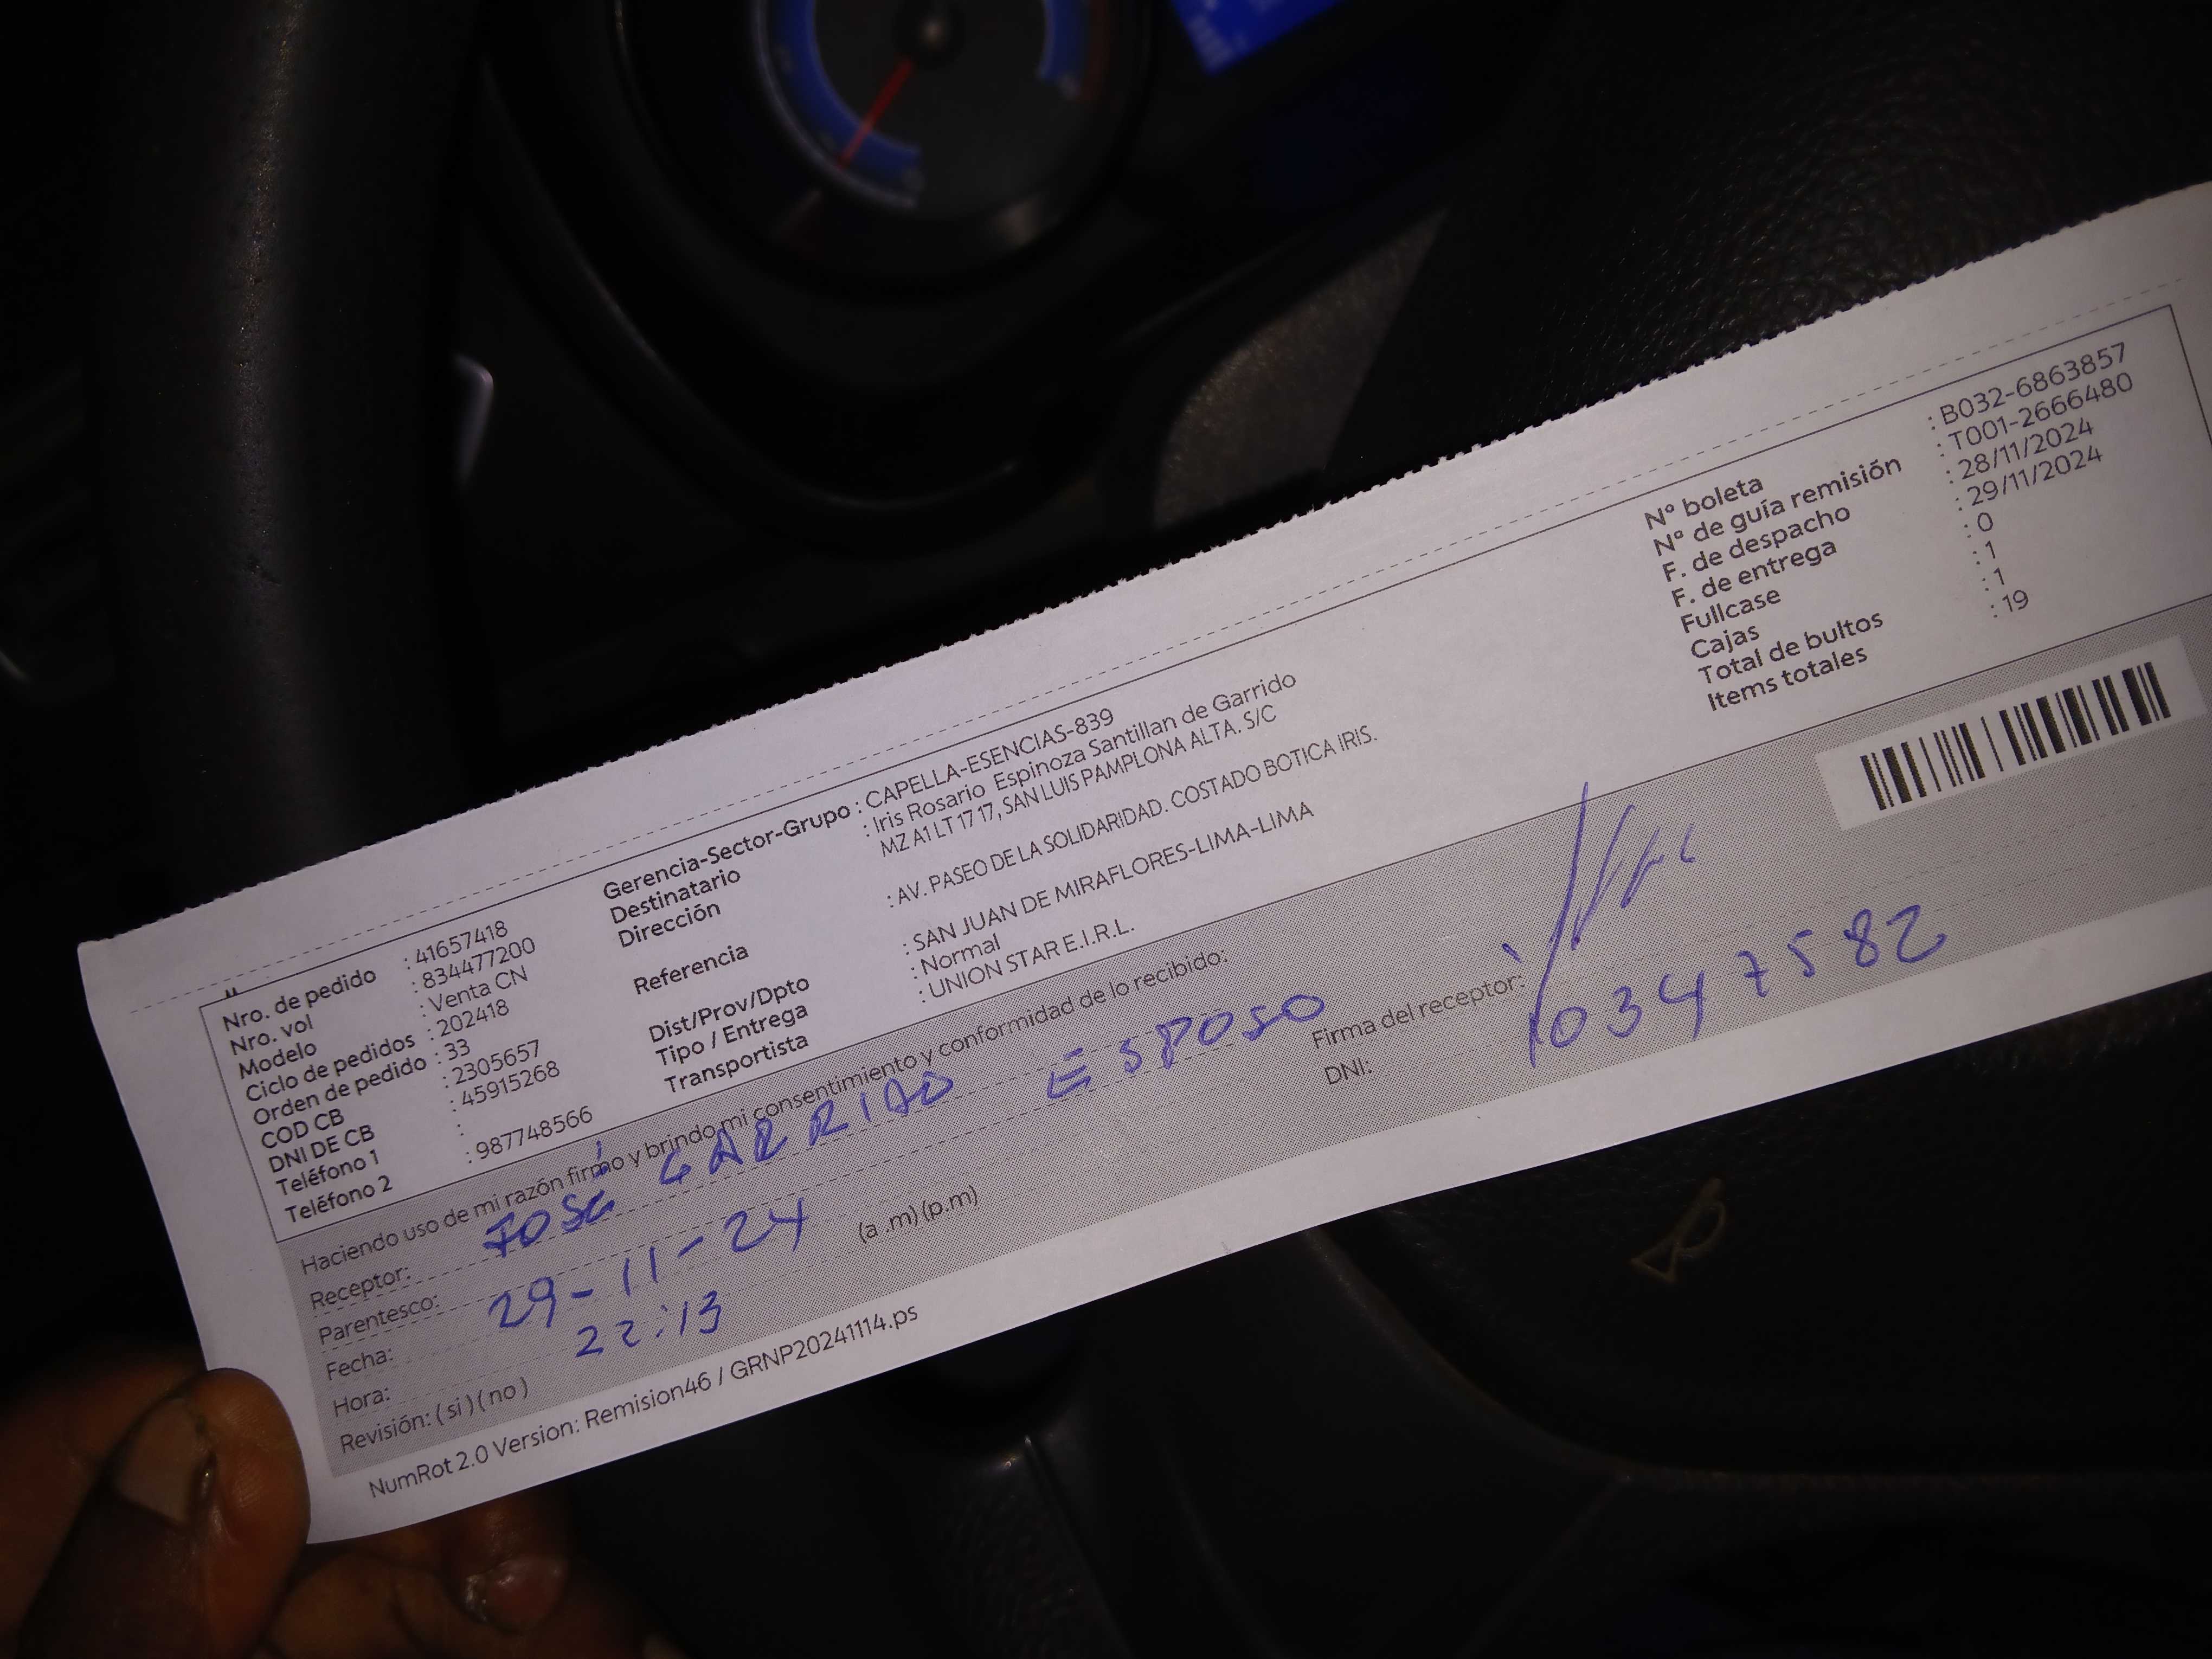 Nro. de pedido : 41657418
Nro. vol : 834477200
Modelo : Venta CN
Ciclo de pedidos : 202418
Orden de pedido : 33
COD CB : 2305657
DNI DE CB : 45915268
Teléfono 1 :
Teléfono 2 : 987748566
Gerencia-Sector-Grupo : CAPELLA-ESENCIAS-839
Destinatario : Iris Rosario Espinoza Santillan de Garrido
Dirección MZ A1 LT 17 17, SAN LUIS PAMPLONA ALTA. S/C
Referencia : AV. PASEO DE LA SOLIDARIDAD. COSTADO BOTICA IRIS.
Dist/Prov/Dpto : SAN JUAN DE MIRAFLORES-LIMA-LIMA
Tipo / Entrega : Normal
Transportista : UNION STAR E.I.R.L.
N° boleta : B032-6863857
N° de guía remisión : T001-2666480
F. de despacho : 28/11/2024
F. de entrega : 29/11/2024
Fullcase : 0
Cajas : 1
Total de bultos : 1
Items totales : 19
Haciendo uso de mi razón firmo y brindo mi consentimiento y conformidad de lo recibido:
Receptor: JOSÉ GARRIDO ESPOSO
Parentesco:
Fecha: 29-11-24
Hora: 22:13 (a .m) (p.m)
Revisión: ( si ) ( no )
Firma del receptor:
DNI: 10347582
NumRot 2.0 Version: Remision46 / GRNP20241114.ps